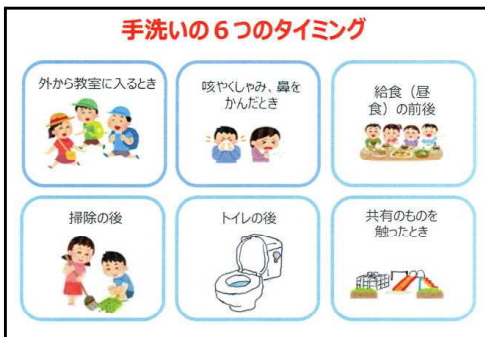 手洗いの６つのタイミング
外から教室に入るとき
咳やくしゃみ、鼻を
かんだとき
給食（昼
食）の前後
掃除の後
トイレの後
共有のものを
触ったとき